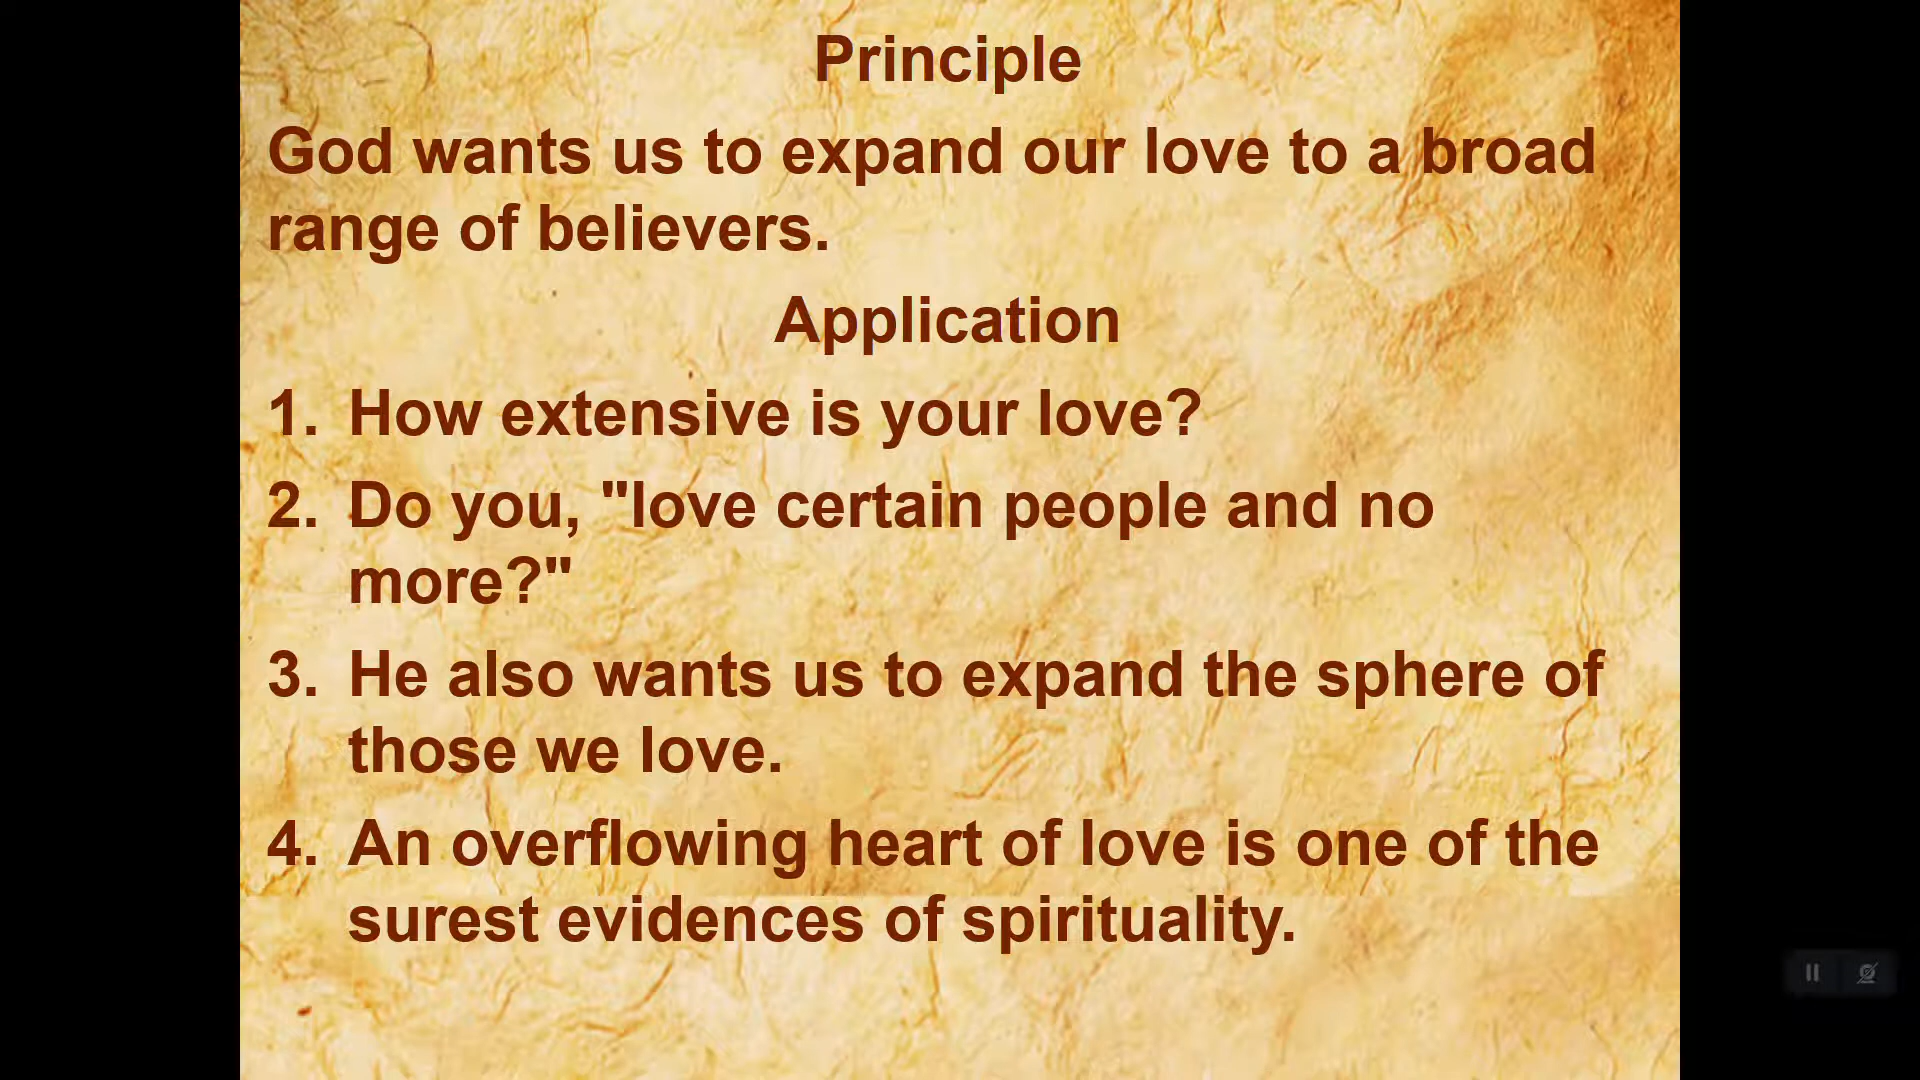 Principle
God wants us to expand our love to a broad
range of believers.
Application
1. How extensive is your love?
2. Do you, "love certain people and no
more?"
3. He also wants us to expand the sphere of
those we love.
4. An overflowing heart of love is one of the
surest evidences of spirituality.